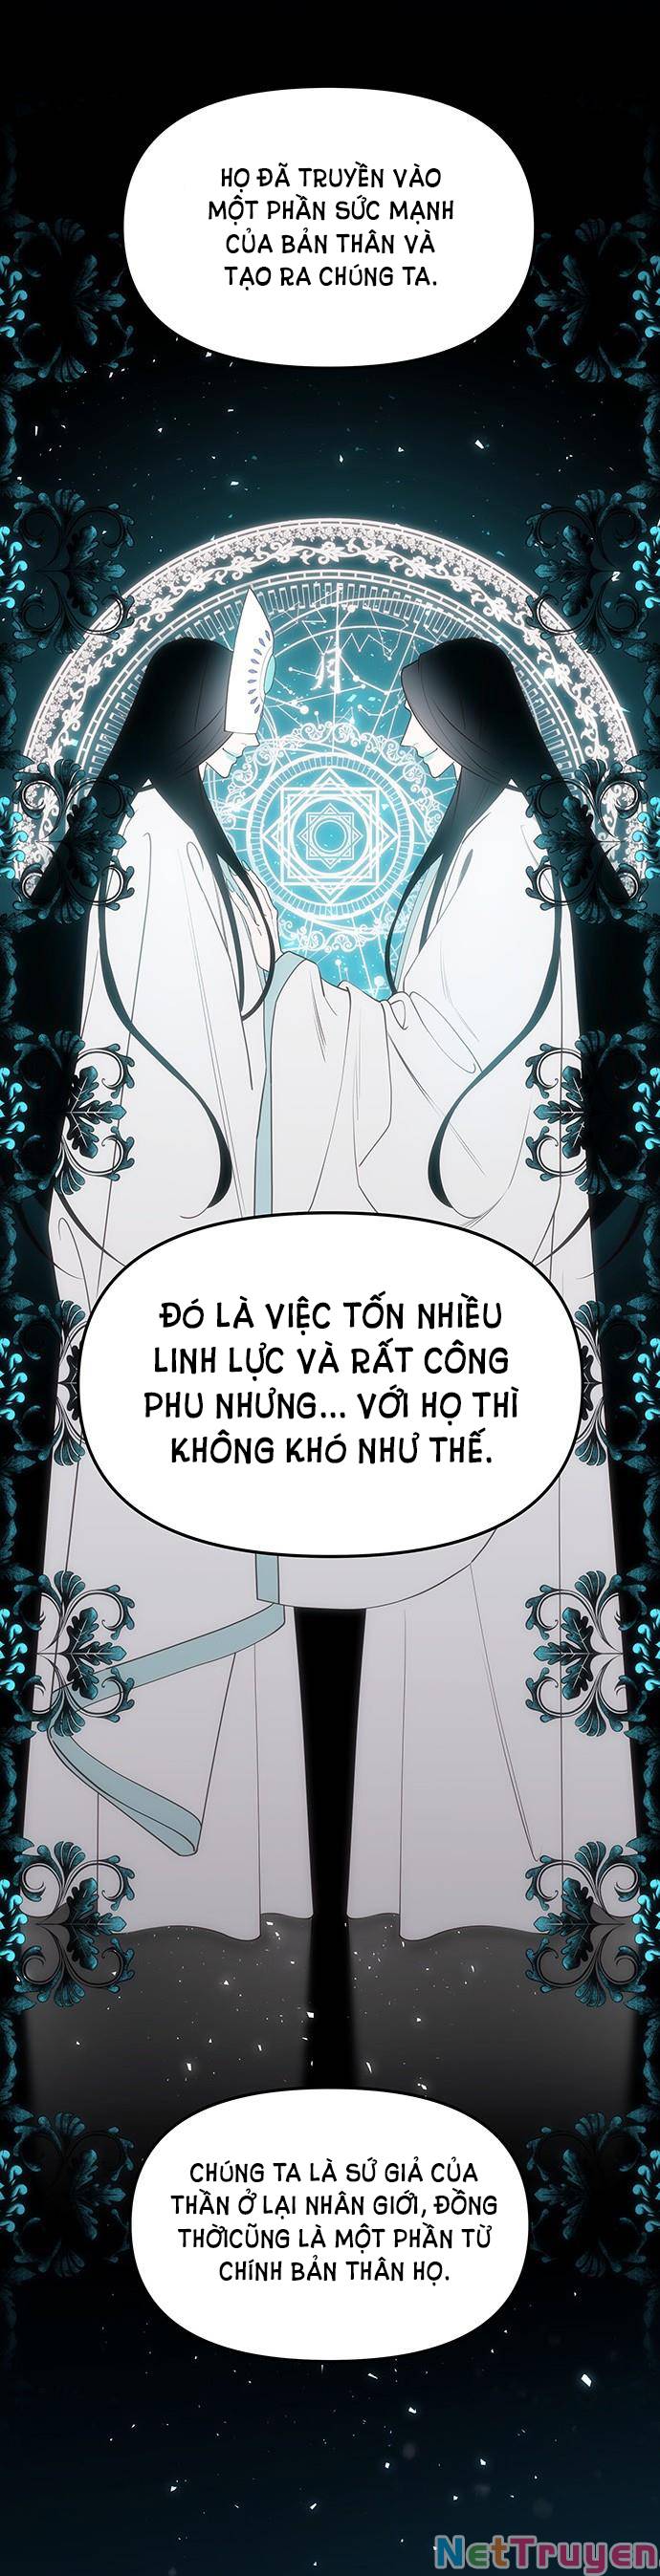 HỌ ĐÃ TRUYỀN VÀO
MỘT PHẦN SỨC MẠNH
CỦA BẢN THÂN VÀ
TẠO RA CHÚNG TA.
ĐÓ LÀ VIỆC TỐN NHIỀU
LINH LỰC VÀ RẤT CÔNG
PHU NHƯNG... VỚI HỌ THÌ
KHÔNG KHÓ NHƯ THẾ.
CHÚNG TA LÀ SỨ GIẢ CỦA
THẦN Ở LẠI NHÂN GIỚI, ĐỒNG
THỜICŨNG LÀ MỘT PHẦN TỪ
CHÍNH BẢN THÂN HỌ.
NetTruyen